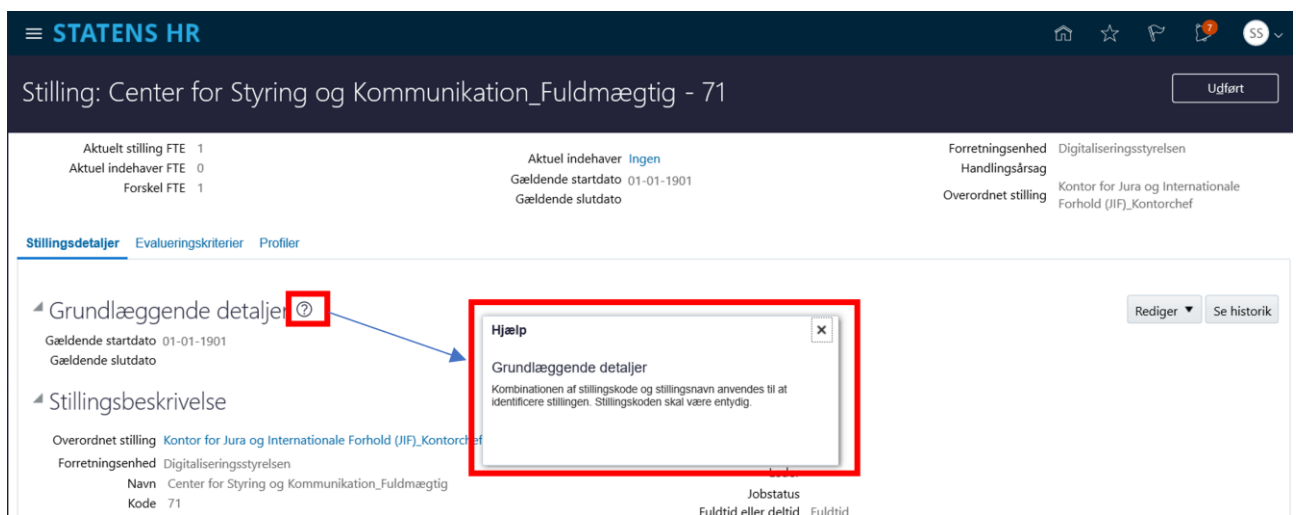 STATENS HR
7
SS
Stilling: Center for Styring og Kommunikation_Fuldmægtig - 71
Udført
Aktuelt stilling FTE 1
Aktuel indehaver FTE 0
Forskel FTE 1
Aktuel indehaver Ingen
Gældende startdato 01-01-1901
Gældende slutdato
Forretningsenhed Digitaliseringsstyrelsen
Handlingsårsag
Overordnet stilling Kontor for Jura og Internationale
Forhold (JIF)_Kontorchef
Stillingsdetaljer Evalueringskriterier Profiler
Grundlæggende detaljer ?
Rediger Se historik
Gældende startdato 01-01-1901
Gældende slutdato
Hjælp
Grundlæggende detaljer
Kombinationen af stillingskode og stillingsnavn anvendes til at
identificere stillingen. Stillingskoden skal være entydig.
Stillingsbeskrivelse
Overordnet stilling Kontor for Jura og Internationale Forhold (JIF)_Kontorchef
Forretningsenhed Digitaliseringsstyrelsen
Navn Center for Styring og Kommunikation_Fuldmægtig
Kode 71
Jobstatus
Fuldtid eller deltid Fuldtid